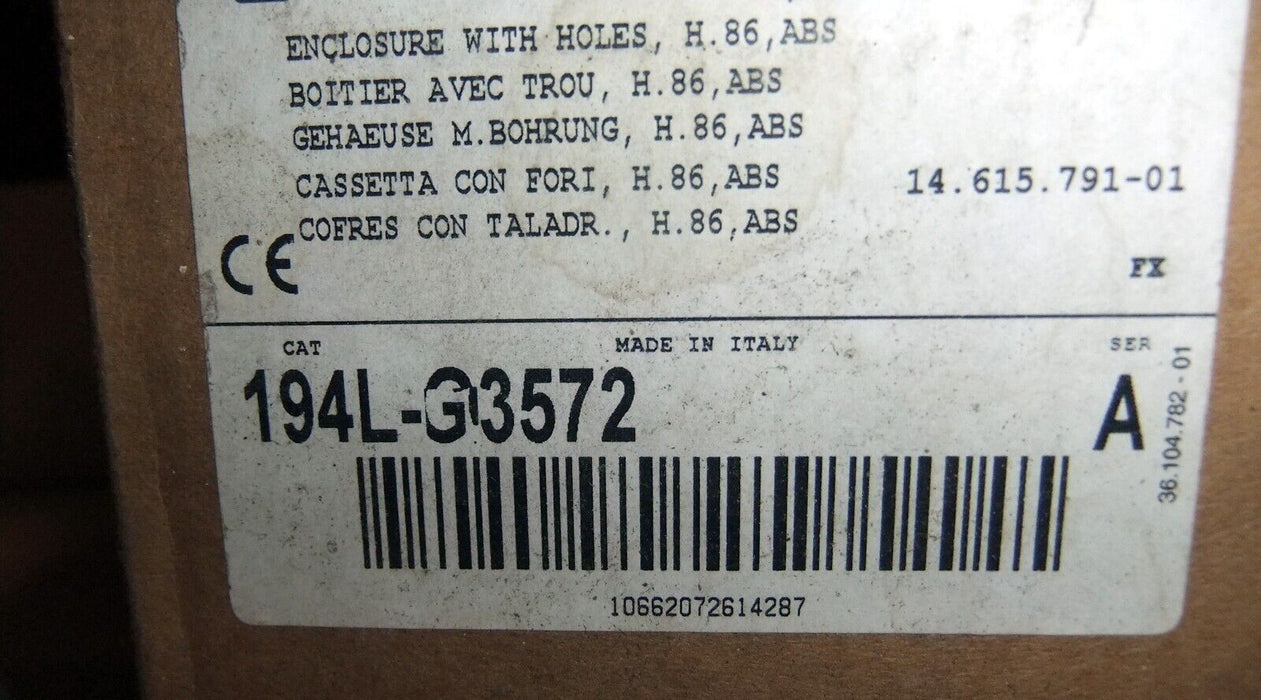 ENCLOSURE WITH HOLES, H.86,ABS
BOITIER AVEC TROU, H.86,ABS
GEHAEUSE M.BOHRUNG, H.86,ABS
CASSETTA CON FORI, H.86,ABS 14.615.791-01
COFRES CON TALADR., H.86,ABS
CE
FX
CAT MADE IN ITALY SER
194L-G3572 A
36.104.782-01
10662072614287